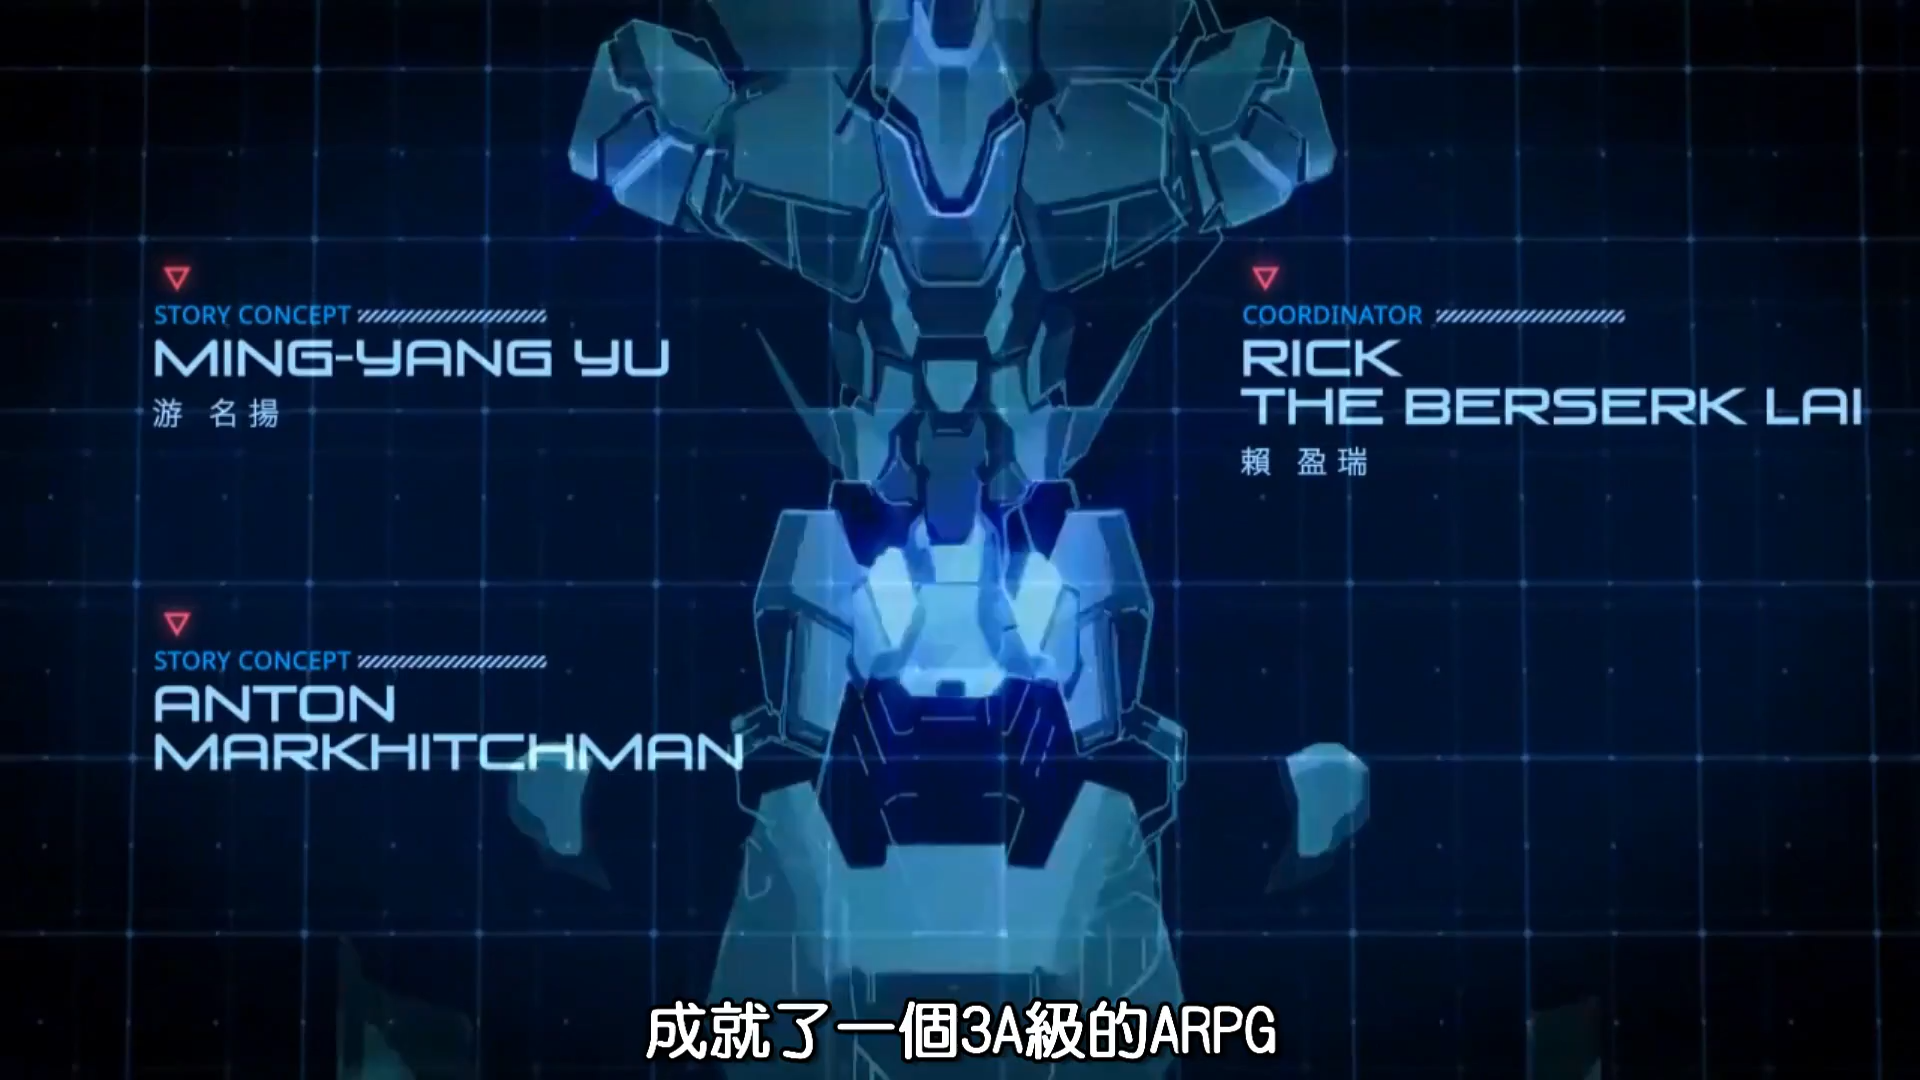 STORY CONCEPT
MING-YANG YU
游 名揚
COORDINATOR
RICK
THE BERSERK LAI
賴 盈瑞
STORY CONCEPT
ANTON
MARKHITCHMAN
成就了一個3A級的ARPG